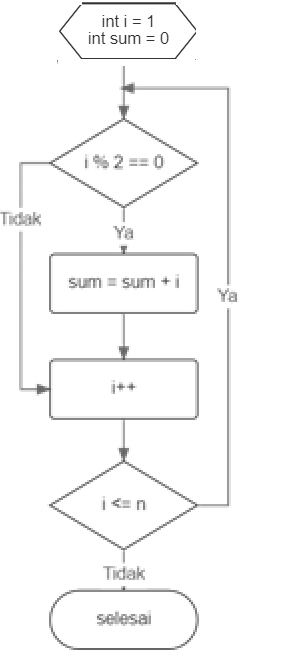 int i = 1
int sum = 0
i % 2 == 0
Tidak
Ya
sum = sum + i
Ya
i++
i <= n
Tidak
selesai